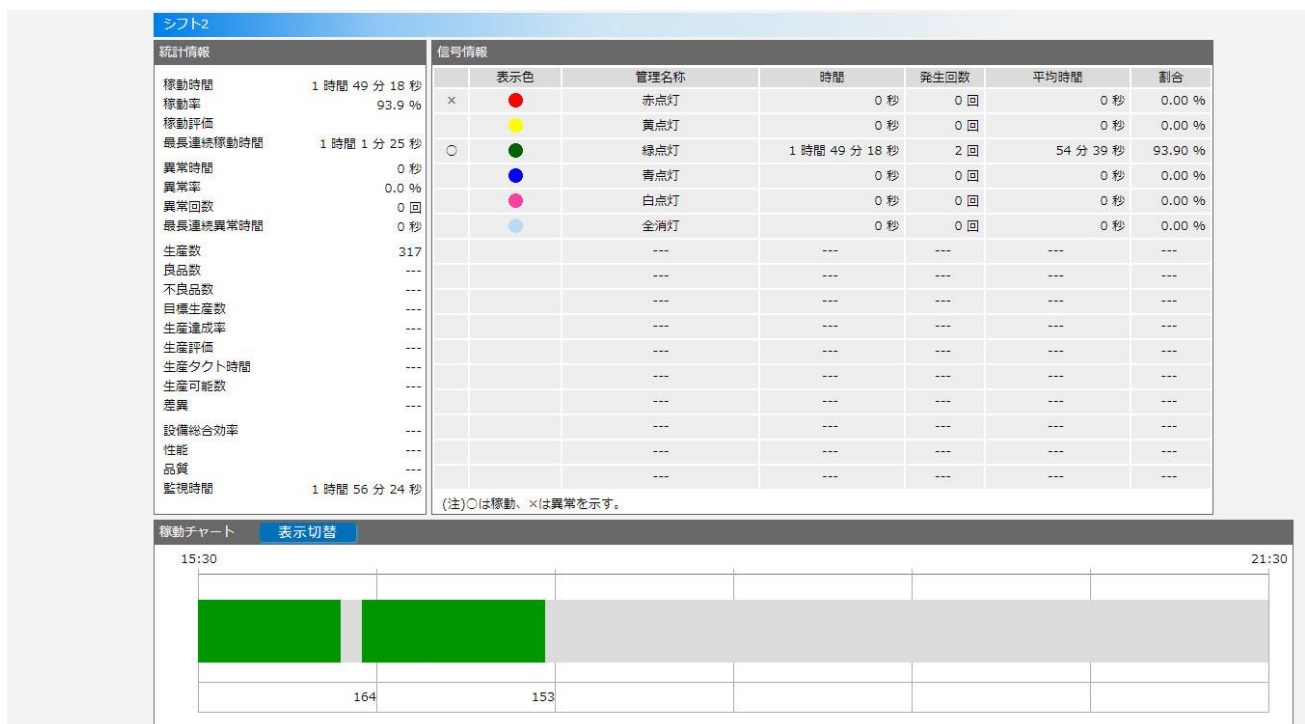 シフト2
統計情報
稼動時間 1 時間 49 分 18 秒
稼動率 93.9 %
稼動評価
最長連続稼動時間 1 時間 1 分 25 秒
異常時間 0 秒
異常率 0.0 %
異常回数 0 回
最長連続異常時間 0 秒
生産数 317
良品数 ---
不良品数 ---
目標生産数 ---
生産達成率 ---
生産評価 ---
生産タクト時間 ---
生産可能数 ---
差異 ---
設備総合効率 ---
性能 ---
品質 ---
監視時間 1 時間 56 分 24 秒
信号情報
表示色 管理名称 時間 発生回数 平均時間 割合
× 赤点灯 0 秒 0 回 0 秒 0.00 %
黄点灯 0 秒 0 回 0 秒 0.00 %
○ 緑点灯 1 時間 49 分 18 秒 2 回 54 分 39 秒 93.90 %
青点灯 0 秒 0 回 0 秒 0.00 %
白点灯 0 秒 0 回 0 秒 0.00 %
全消灯 0 秒 0 回 0 秒 0.00 %
--- --- --- --- ---
--- --- --- --- ---
--- --- --- --- ---
--- --- --- --- ---
--- --- --- --- ---
--- --- --- --- ---
--- --- --- --- ---
--- --- --- --- ---
--- --- --- --- ---
--- --- --- --- ---
(注)○は稼動、×は異常を示す。
稼動チャート 表示切替
15:30 21:30
164 153